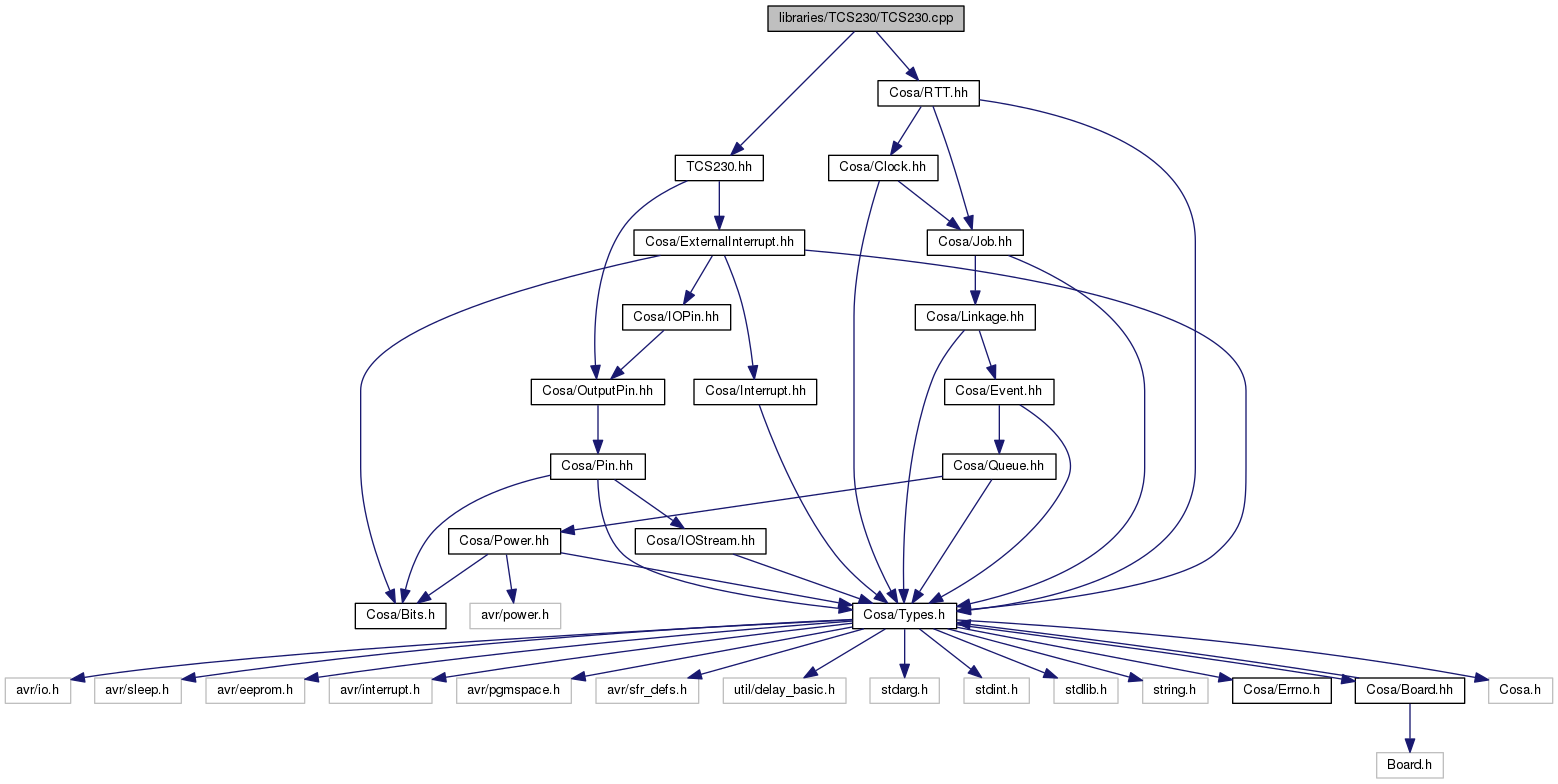 libraries/TCS230/TCS230.cpp
Cosa/RTT.hh
TCS230.hh
Cosa/Clock.hh
Cosa/ExternalInterrupt.hh
Cosa/Job.hh
Cosa/IOPin.hh
Cosa/Linkage.hh
Cosa/OutputPin.hh
Cosa/Interrupt.hh
Cosa/Event.hh
Cosa/Pin.hh
Cosa/Queue.hh
Cosa/Power.hh
Cosa/IOStream.hh
Cosa/Bits.h
avr/power.h
Cosa/Types.h
avr/io.h
avr/sleep.h
avr/eeprom.h
avr/interrupt.h
avr/pgmspace.h
avr/sfr_defs.h
util/delay_basic.h
stdarg.h
stdint.h
stdlib.h
string.h
Cosa/Errno.h
Cosa/Board.hh
Cosa.h
Board.h